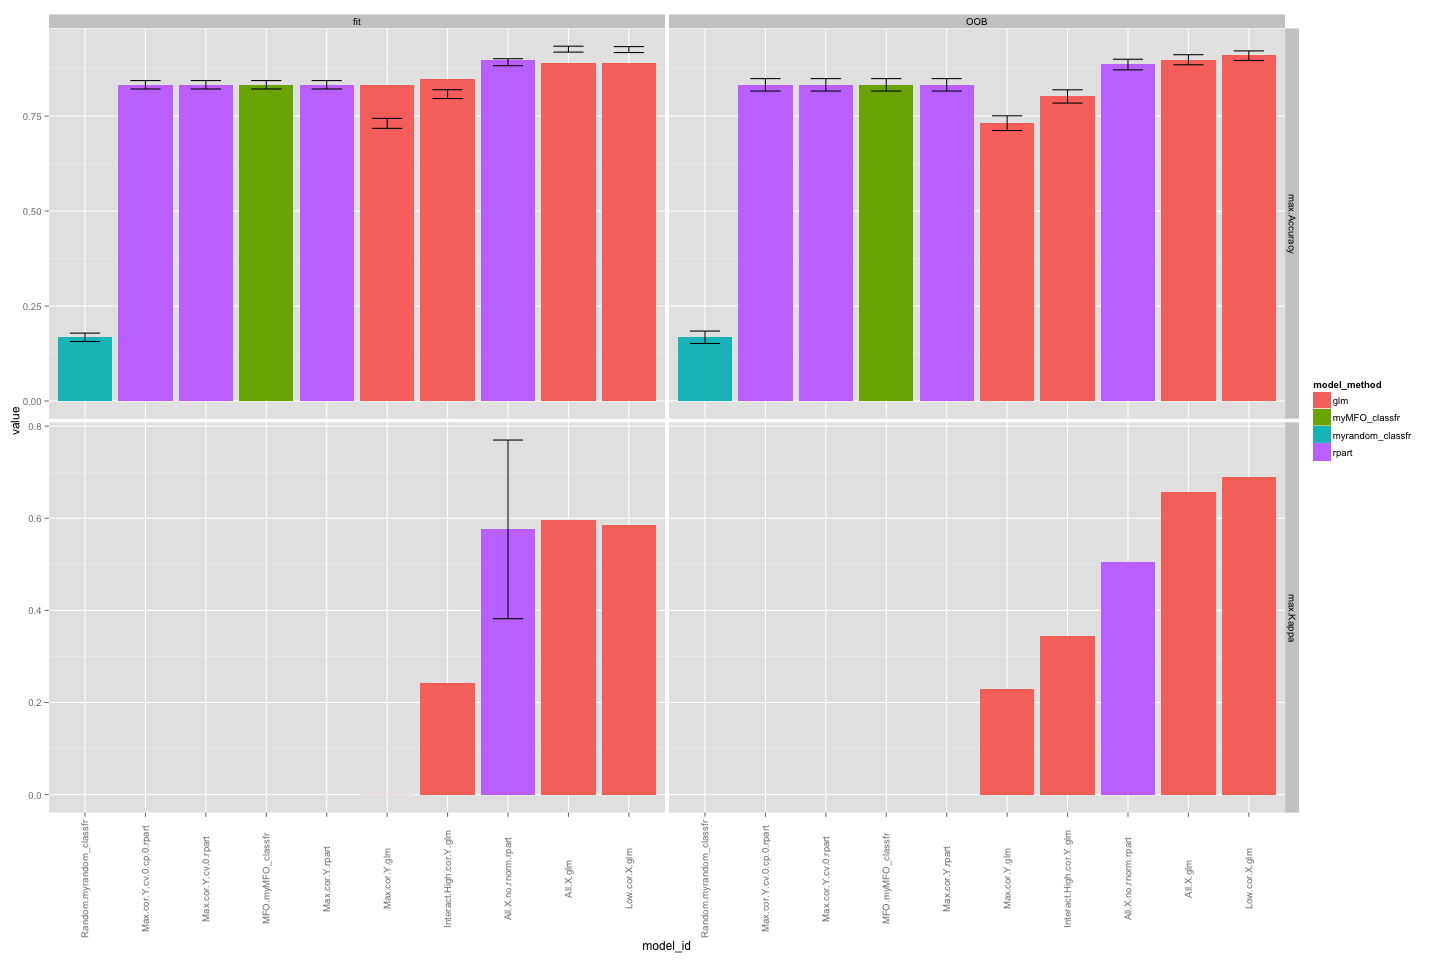 fit
OOB
0.75
0.50
0.25
0.00
max.Accuracy
value
0.8
0.6
0.4
0.2
0.0
max.Kappa
Random.myrandom_classfr
Max.cor.Y.cv.0.cp.0.rpart
Max.cor.Y.cv.0.rpart
MFO.myMFO_classfr
Max.cor.Y.rpart
Max.cor.Y.glm
Interact.High.cor.Y.glm
All.X.no.rnorm.rpart
All.X.glm
Low.cor.X.glm
Random.myrandom_classfr
Max.cor.Y.cv.0.cp.0.rpart
Max.cor.Y.cv.0.rpart
MFO.myMFO_classfr
Max.cor.Y.rpart
Max.cor.Y.glm
Interact.High.cor.Y.glm
All.X.no.rnorm.rpart
All.X.glm
Low.cor.X.glm
model_id
model_method
glm
myMFO_classfr
myrandom_classfr
rpart